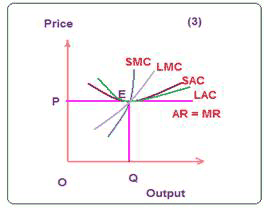 Price
(3)
SMC
LMC
SAC
LAC
E
P
AR = MR
O
Q
Output